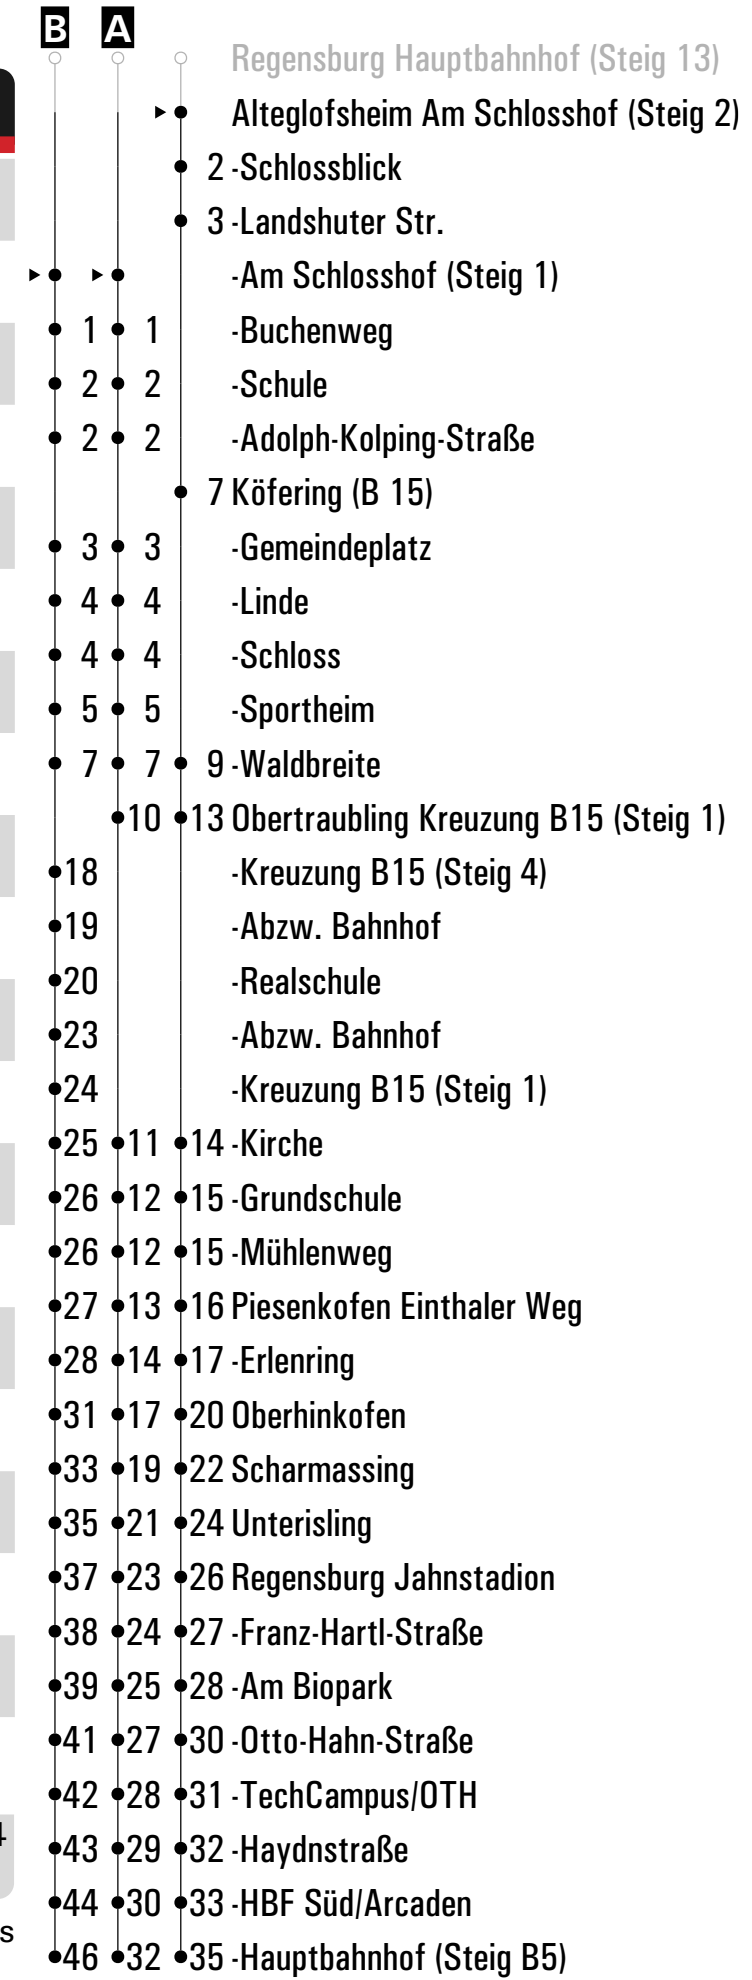 B A
Regensburg Hauptbahnhof (Steig 13)
Alteglofsheim Am Schlosshof (Steig 2)
2 -Schlossblick
3 -Landshuter Str.
-Am Schlosshof (Steig 1)
1 1 -Buchenweg
2 2 -Schule
2 2 -Adolph-Kolping-Straße
7 Köfering (B 15)
3 3 -Gemeindeplatz
4 4 -Linde
4 4 -Schloss
5 5 -Sportheim
7 7 9 -Waldbreite
10 13 Obertraubling Kreuzung B15 (Steig 1)
18 -Kreuzung B15 (Steig 4)
19 -Abzw. Bahnhof
20 -Realschule
23 -Abzw. Bahnhof
24 -Kreuzung B15 (Steig 1)
25 11 14 -Kirche
26 12 15 -Grundschule
26 12 15 -Mühlenweg
27 13 16 Piesenkofen Einthaler Weg
28 14 17 -Erlenring
31 17 20 Oberhinkofen
33 19 22 Scharmassing
35 21 24 Unterisling
37 23 26 Regensburg Jahnstadion
38 24 27 -Franz-Hartl-Straße
39 25 28 -Am Biopark
41 27 30 -Otto-Hahn-Straße
42 28 31 -TechCampus/OTH
4
43 29 32 -Haydnstraße
44 30 33 -HBF Süd/Arcaden
s
46 32 35 -Hauptbahnhof (Steig B5)